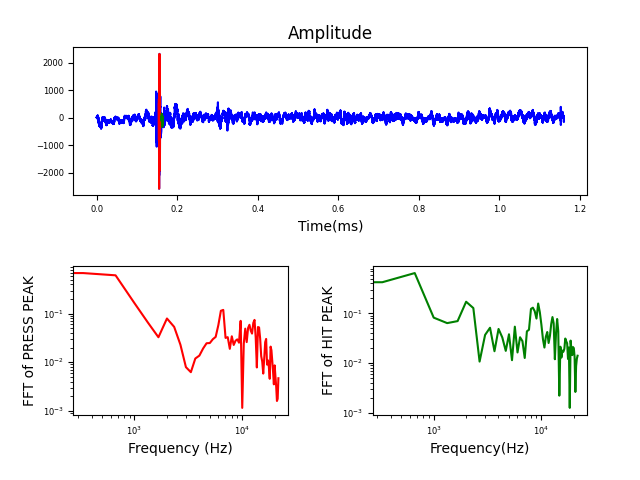 Amplitude
2000
1000
0
−1000
−2000
0.0 0.2 0.4 0.6 0.8 1.0 1.2
Time(ms)
FFT of PRESS PEAK
10⁻¹
10⁻²
10⁻³
10³ 10⁴
Frequency (Hz)
FFT of HIT PEAK
10⁻¹
10⁻²
10⁻³
10³ 10⁴
Frequency(Hz)